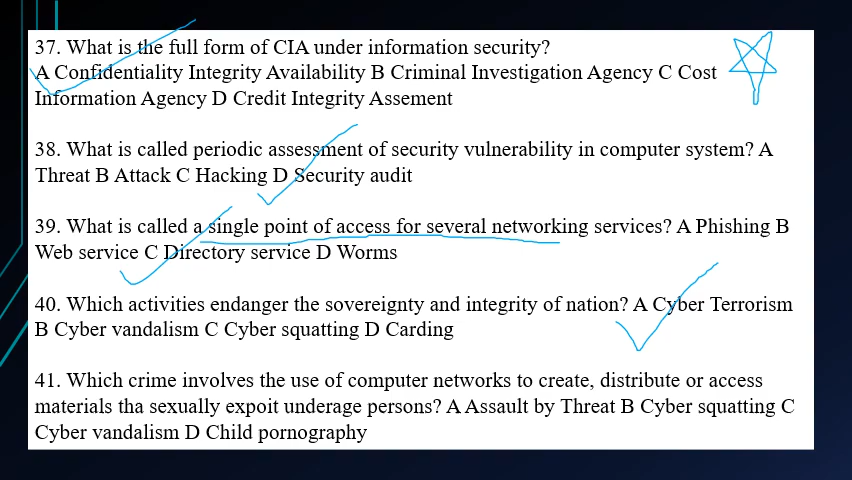 37. What is the full form of CIA under information security?
A Confidentiality Integrity Availability B Criminal Investigation Agency C Cost
Information Agency D Credit Integrity Assement
38. What is called periodic assessment of security vulnerability in computer system? A
Threat B Attack C Hacking D Security audit
39. What is called a single point of access for several networking services? A Phishing B
Web service C Directory service D Worms
40. Which activities endanger the sovereignty and integrity of nation? A Cyber Terrorism
B Cyber vandalism C Cyber squatting D Carding
41. Which crime involves the use of computer networks to create, distribute or access
materials tha sexually expoit underage persons? A Assault by Threat B Cyber squatting C
Cyber vandalism D Child pornography